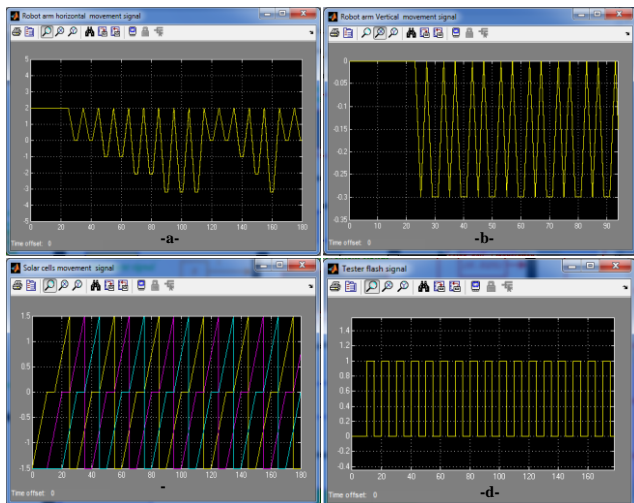 Robot arm horizontal movement signal
5
4
3
2
1
0
-1
-2
-3
-4
-5
0 20 40 60 80 100 120 140 160 180
Time offset: 0
-a-
Robot arm Vertical movement signal
0
-0.05
-0.1
-0.15
-0.2
-0.25
-0.3
-0.35
0 10 20 30 40 50 60 70 80 90
Time offset: 0
-b-
Solar cells movement signal
1.5
1
0.5
0
-0.5
-1
-1.5
0 20 40 60 80 100 120 140 160 180
Time offset: 0
-
Tester flash signal
1.4
1.2
1
0.8
0.6
0.4
0.2
0
-0.2
-0.4
0 20 40 60 80 100 120 140 160
Time offset: 0
-d-